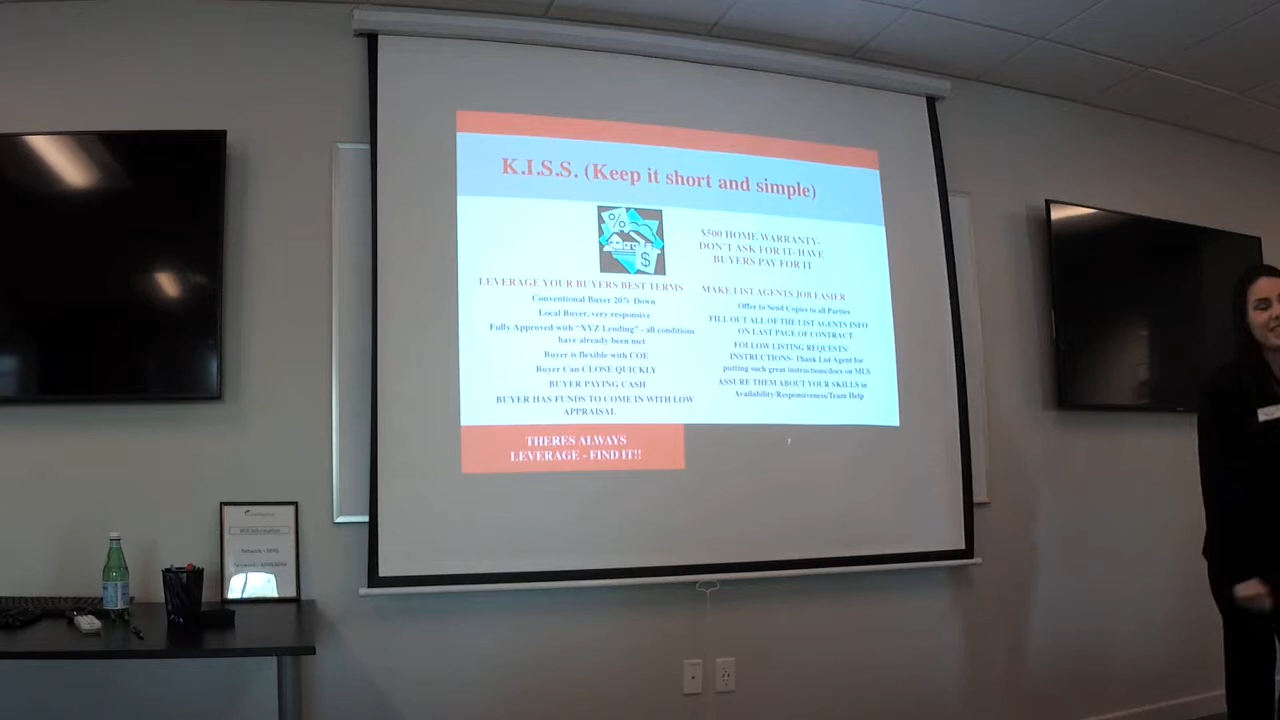 K.I.S.S. (Keep it short and simple)
% $
LEVERAGE YOUR BUYERS BEST TERMS
Conventional Buyer 20% Down
Local Buyer, very responsive
Fully Approved with "XYZ Lending" - all conditions
have already been met
Buyer is flexible with COE
Buyer Can CLOSE QUICKLY
BUYER PAYING CASH
BUYER HAS FUNDS TO COME IN WITH LOW
APPRAISAL
$500 HOME WARRANTY-
DON'T ASK FOR IT- HAVE
BUYERS PAY FOR IT
MAKE LIST AGENTS JOB EASIER
Offer to Send Copies to all Parties
FILL OUT ALL OF THE LIST AGENTS INFO
ON LAST PAGE OF CONTRACT
FOLLOW LISTING REQUESTS/
INSTRUCTIONS- Thank List Agent for
putting such great instructions/docs on MLS
ASSURE THEM ABOUT YOUR SKILLS in
Availability/Responsiveness/Team Help
THERES ALWAYS
LEVERAGE - FIND IT!!
7